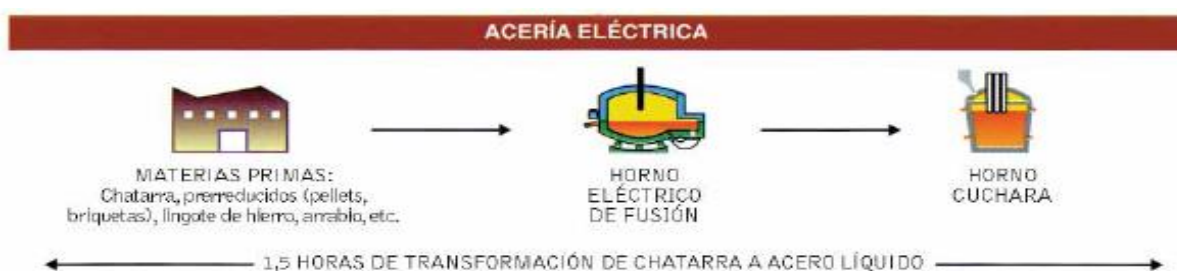 ACERÍA ELÉCTRICA
MATERIAS PRIMAS:
Chatarra, prerreducidos (pellets,
briquetas), lingote de hierro, arrabio, etc.
HORNO
ELÉCTRICO
DE FUSIÓN
HORNO
CUCHARA
1,5 HORAS DE TRANSFORMACIÓN DE CHATARRA A ACERO LÍQUIDO